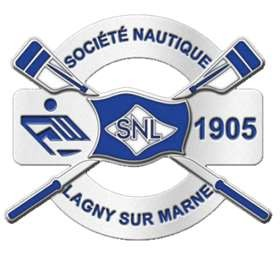 SOCIÉTÉ NAUTIQUE
SNL
1905
LAGNY SUR MARNE